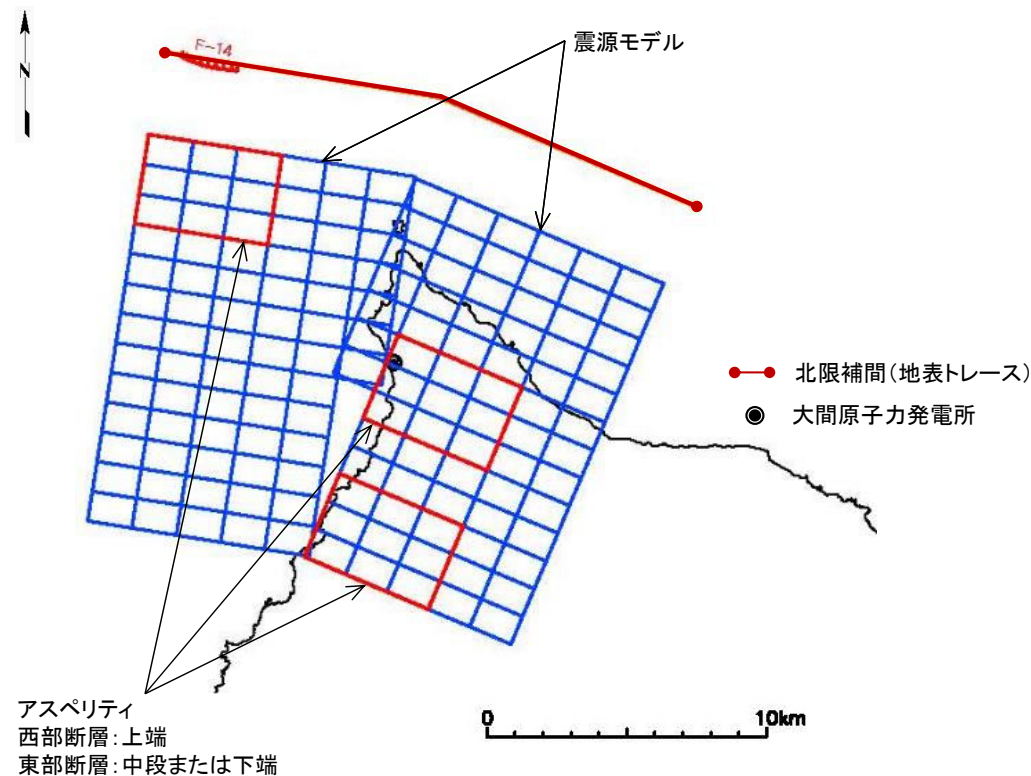 震源モデル
F-14
N
北限補間(地表トレース)
大間原子力発電所
アスペリティ
西部断層:上端
東部断層:中段または下端
0 10km